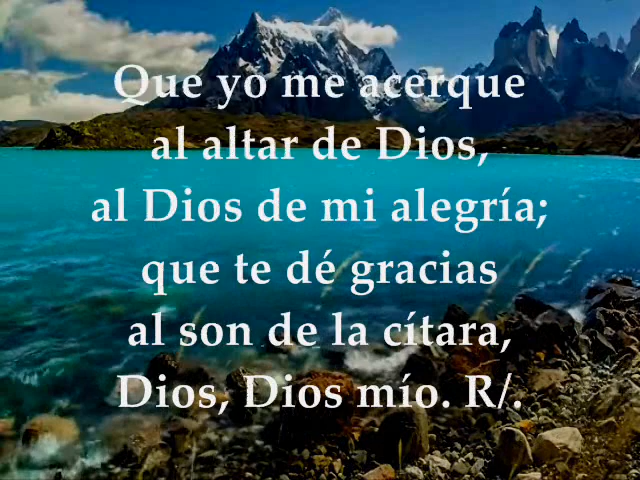 Que yo me acerque
al altar de Dios,
al Dios de mi alegría;
que te dé gracias
al son de la cítara,
Dios, Dios mío. R/.